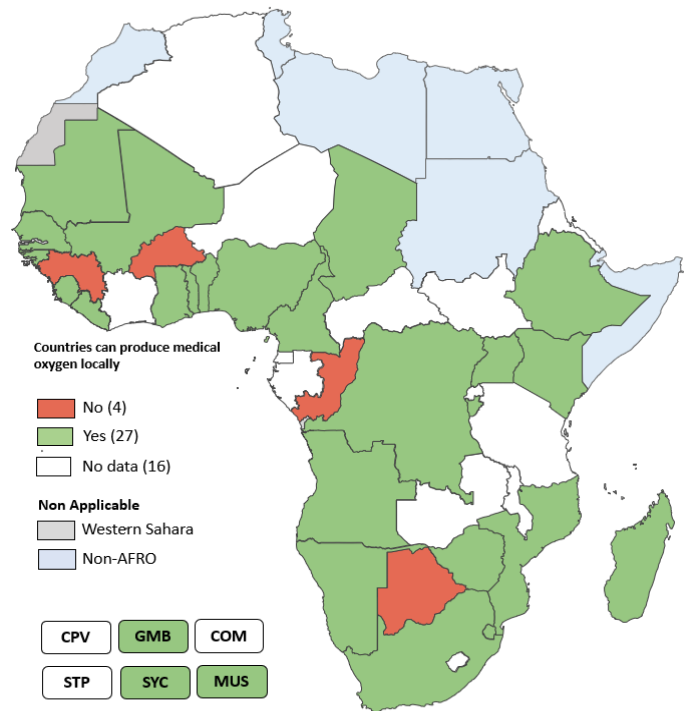 Countries can produce medical
oxygen locally
No (4)
Yes (27)
No data (16)
Non Applicable
Western Sahara
Non-AFRO
CPV GMB COM
STP SYC MUS